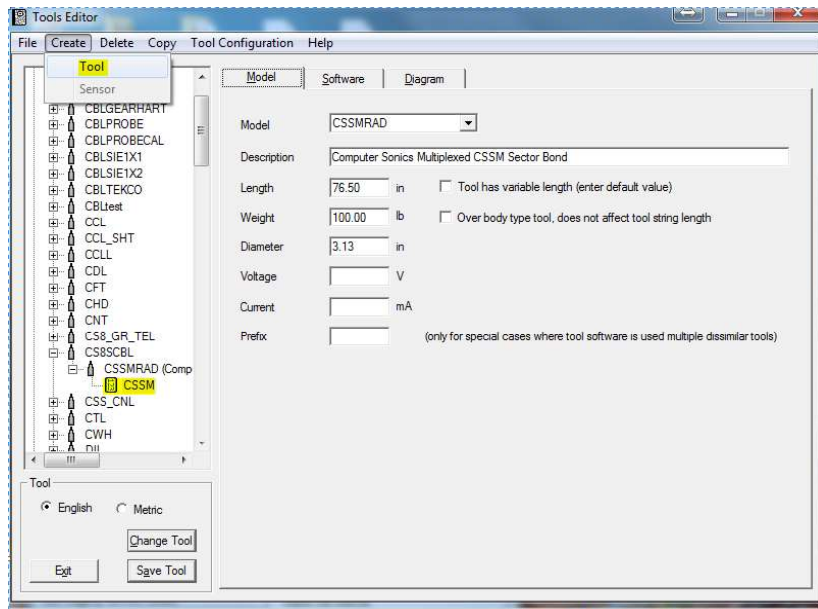 Tools Editor
File Create Delete Copy Tool Configuration Help
Tool
Sensor
CBLGEARHART
CBLPROBE
CBLPROBECAL
CBLSIE1X1
CBLSIE1X2
CBLTEKCO
CBLtest
CCL
CCL_SHT
CCLL
CDL
CFT
CHD
CNT
CS8_GR_TEL
CS8SCBL
CSSMRAD (Comp
CSSM
CSS_CNL
CTL
CWH
Tool
English Metric
Change Tool
Exit Save Tool
Model Software Diagram
Model CSSMRAD
Description Computer Sonics Multiplexed CSSM Sector Bond
Length 76.50 in Tool has variable length (enter default value)
Weight 100.00 lb Over body type tool, does not affect tool string length
Diameter 3.13 in
Voltage V
Current mA
Prefix (only for special cases where tool software is used multiple dissimilar tools)